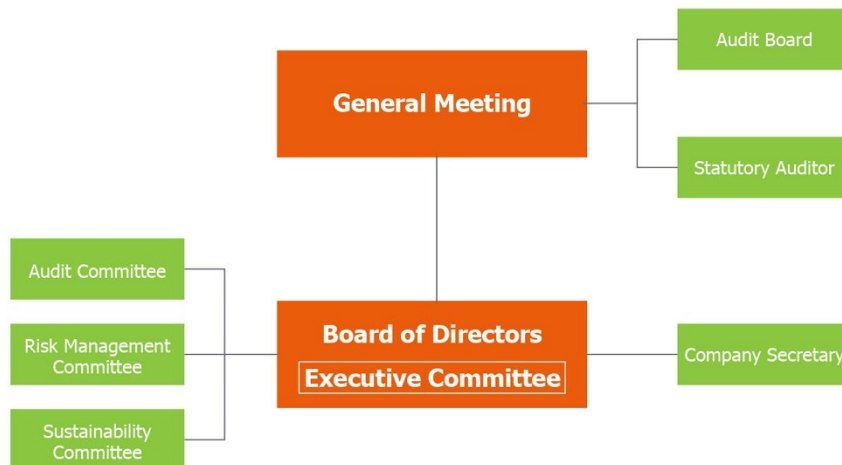 Audit Board
General Meeting
Statutory Auditor
Audit Committee
Risk Management
Committee
Sustainability
Committee
Board of Directors
Executive Committee
Company Secretary